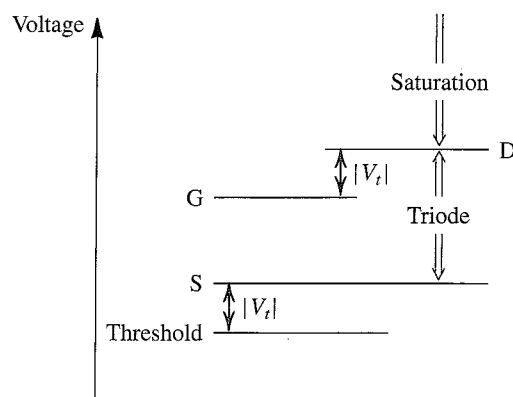 Voltage
Saturation
D
|V_t|
G
Triode
S
|V_t|
Threshold